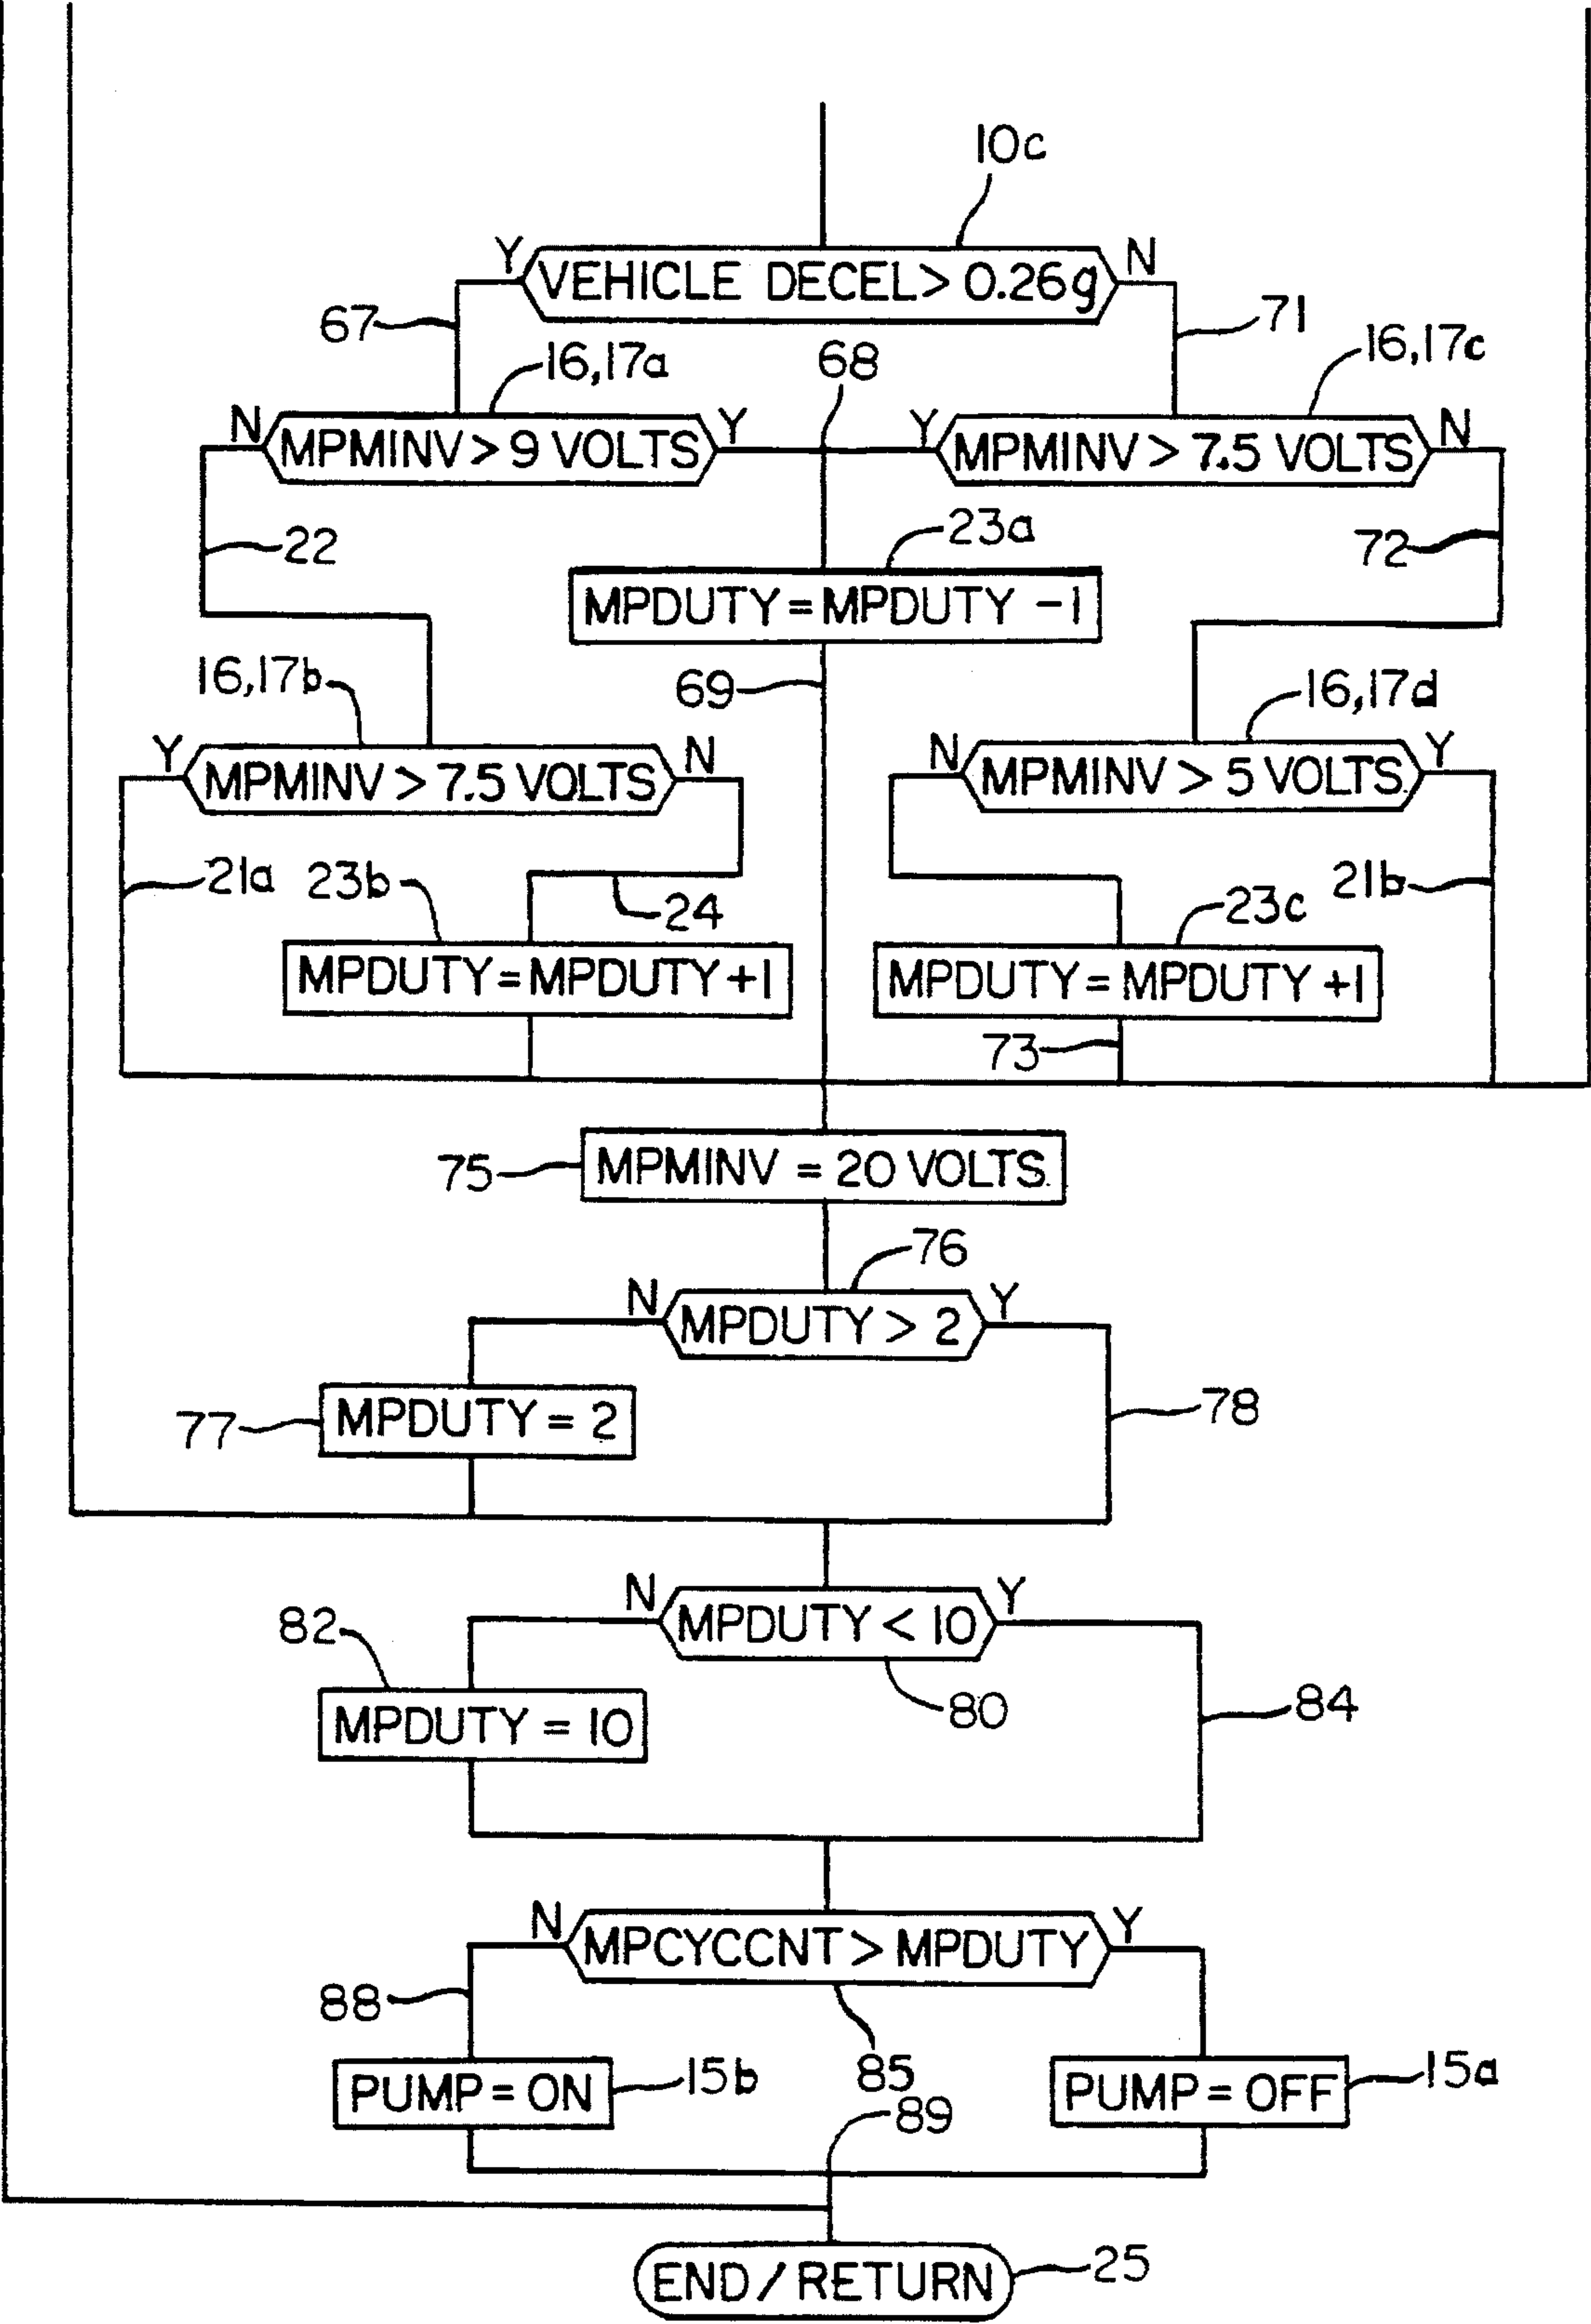 10c
Y VEHICLE DECEL > 0.26g N
67
71
16,17a
68
16,17c
N MPMINV > 9 VOLTS Y
Y MPMINV > 7.5 VOLTS N
22
23a
72
MPDUTY = MPDUTY - 1
16,17b
69
16,17d
Y MPMINV > 7.5 VOLTS N
N MPMINV > 5 VOLTS Y
21a
23b
24
21b
23c
MPDUTY = MPDUTY + 1
MPDUTY = MPDUTY + 1
73
75
MPMINV = 20 VOLTS
76
N MPDUTY > 2 Y
77
MPDUTY = 2
78
N MPDUTY < 10 Y
82
80
84
MPDUTY = 10
N MPCYCCNT > MPDUTY Y
88
85
PUMP = ON
15b
PUMP = OFF
15a
89
END / RETURN
25